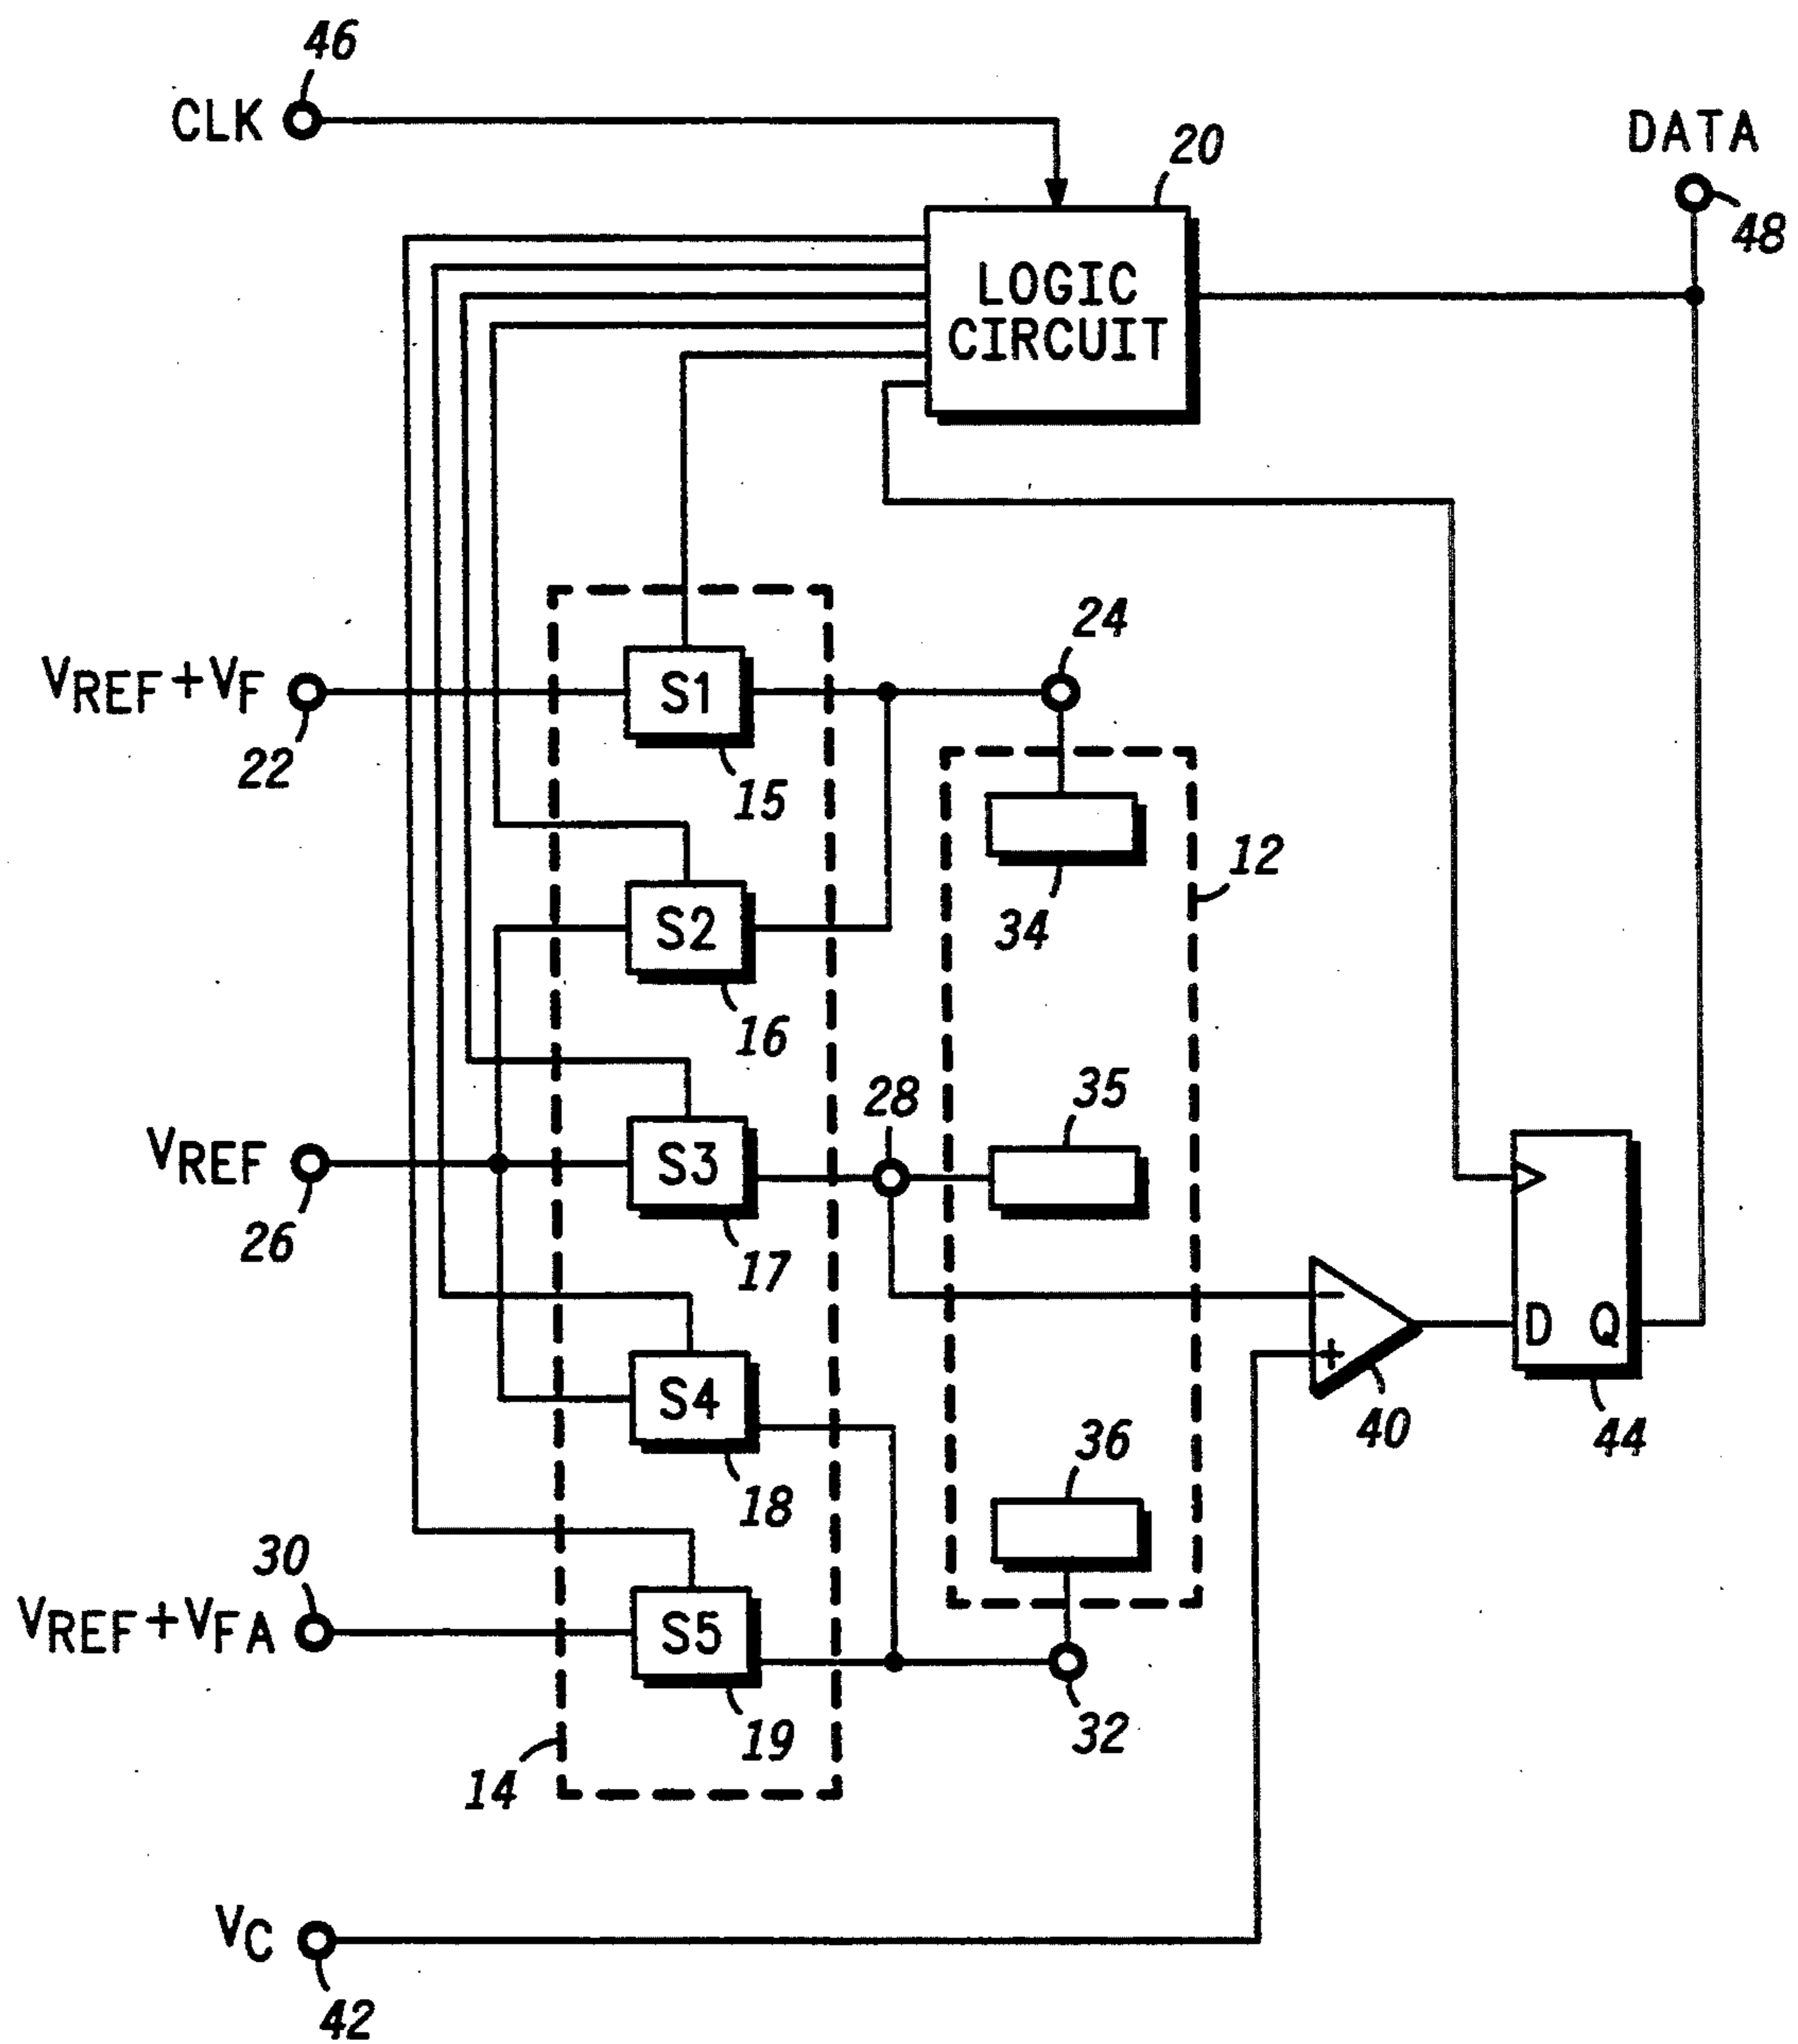 46
CLK
20
DATA
48
LOGIC
CIRCUIT
24
VREF+VF
S1
22
15
12
34
S2
16
35
28
VREF
S3
26
17
D Q
S4
40
44
36
18
30
VREF+VFA
S5
19
32
14
VC
42